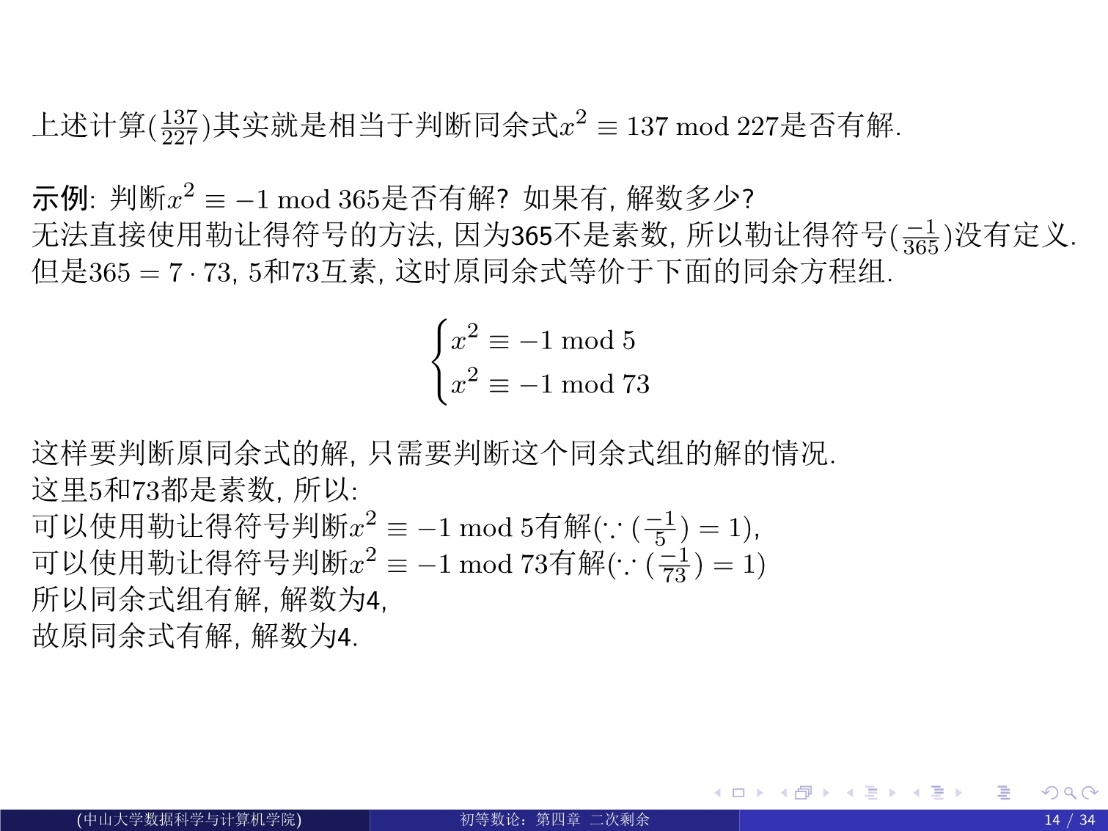 上述计算(\frac{137}{227})其实就是相当于判断同余式x^2 ≡ 137 mod 227是否有解.
示例: 判断x^2 ≡ −1 mod 365是否有解? 如果有, 解数多少?
无法直接使用勒让得符号的方法, 因为365不是素数, 所以勒让得符号(\frac{−1}{365})没有定义.
但是365 = 7 · 73, 5和73互素, 这时原同余式等价于下面的同余方程组.
x^2 ≡ −1 mod 5
x^2 ≡ −1 mod 73
这样要判断原同余式的解, 只需要判断这个同余式组的解的情况.
这里5和73都是素数, 所以:
可以使用勒让得符号判断x^2 ≡ −1 mod 5有解(∵ (\frac{−1}{5}) = 1),
可以使用勒让得符号判断x^2 ≡ −1 mod 73有解(∵ (\frac{−1}{73}) = 1)
所以同余式组有解, 解数为4,
故原同余式有解, 解数为4.
(中山大学数据科学与计算机学院) 初等数论: 第四章 二次剩余 14 / 34